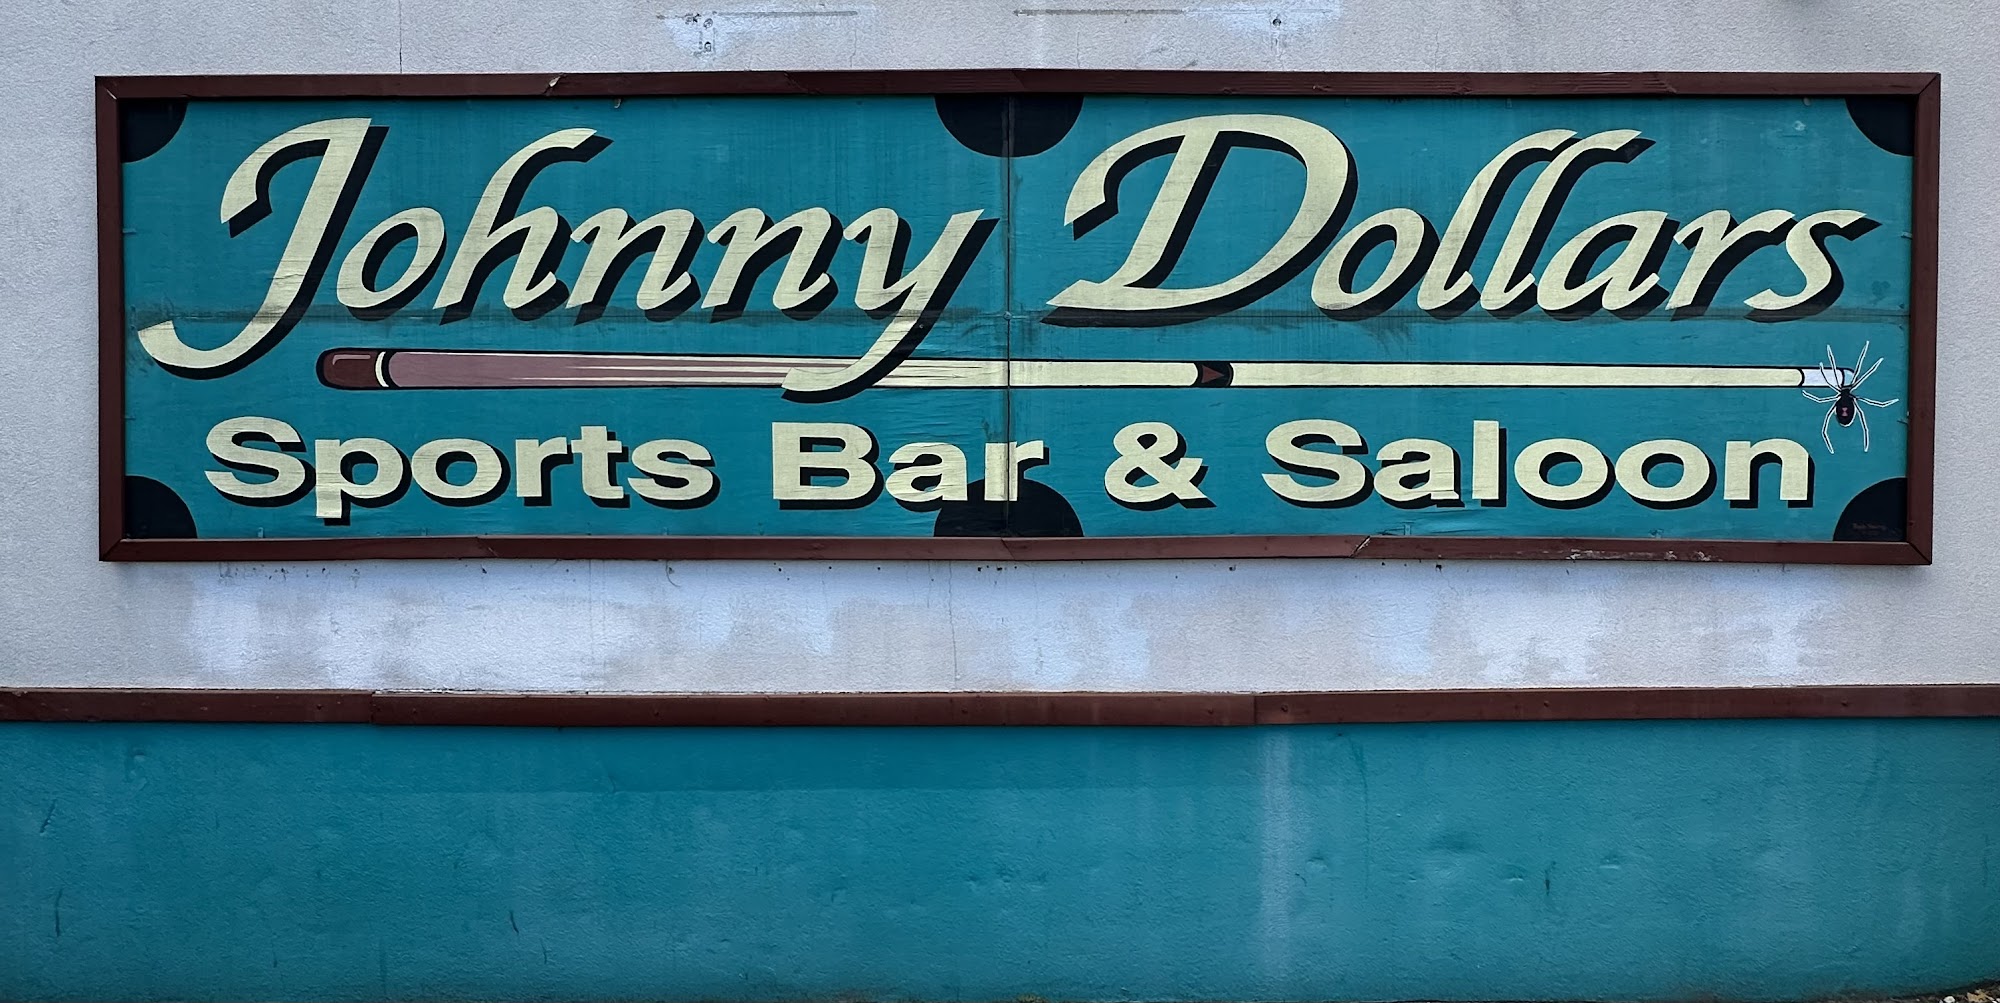 Johnny Dollars
Sports Bar & Saloon